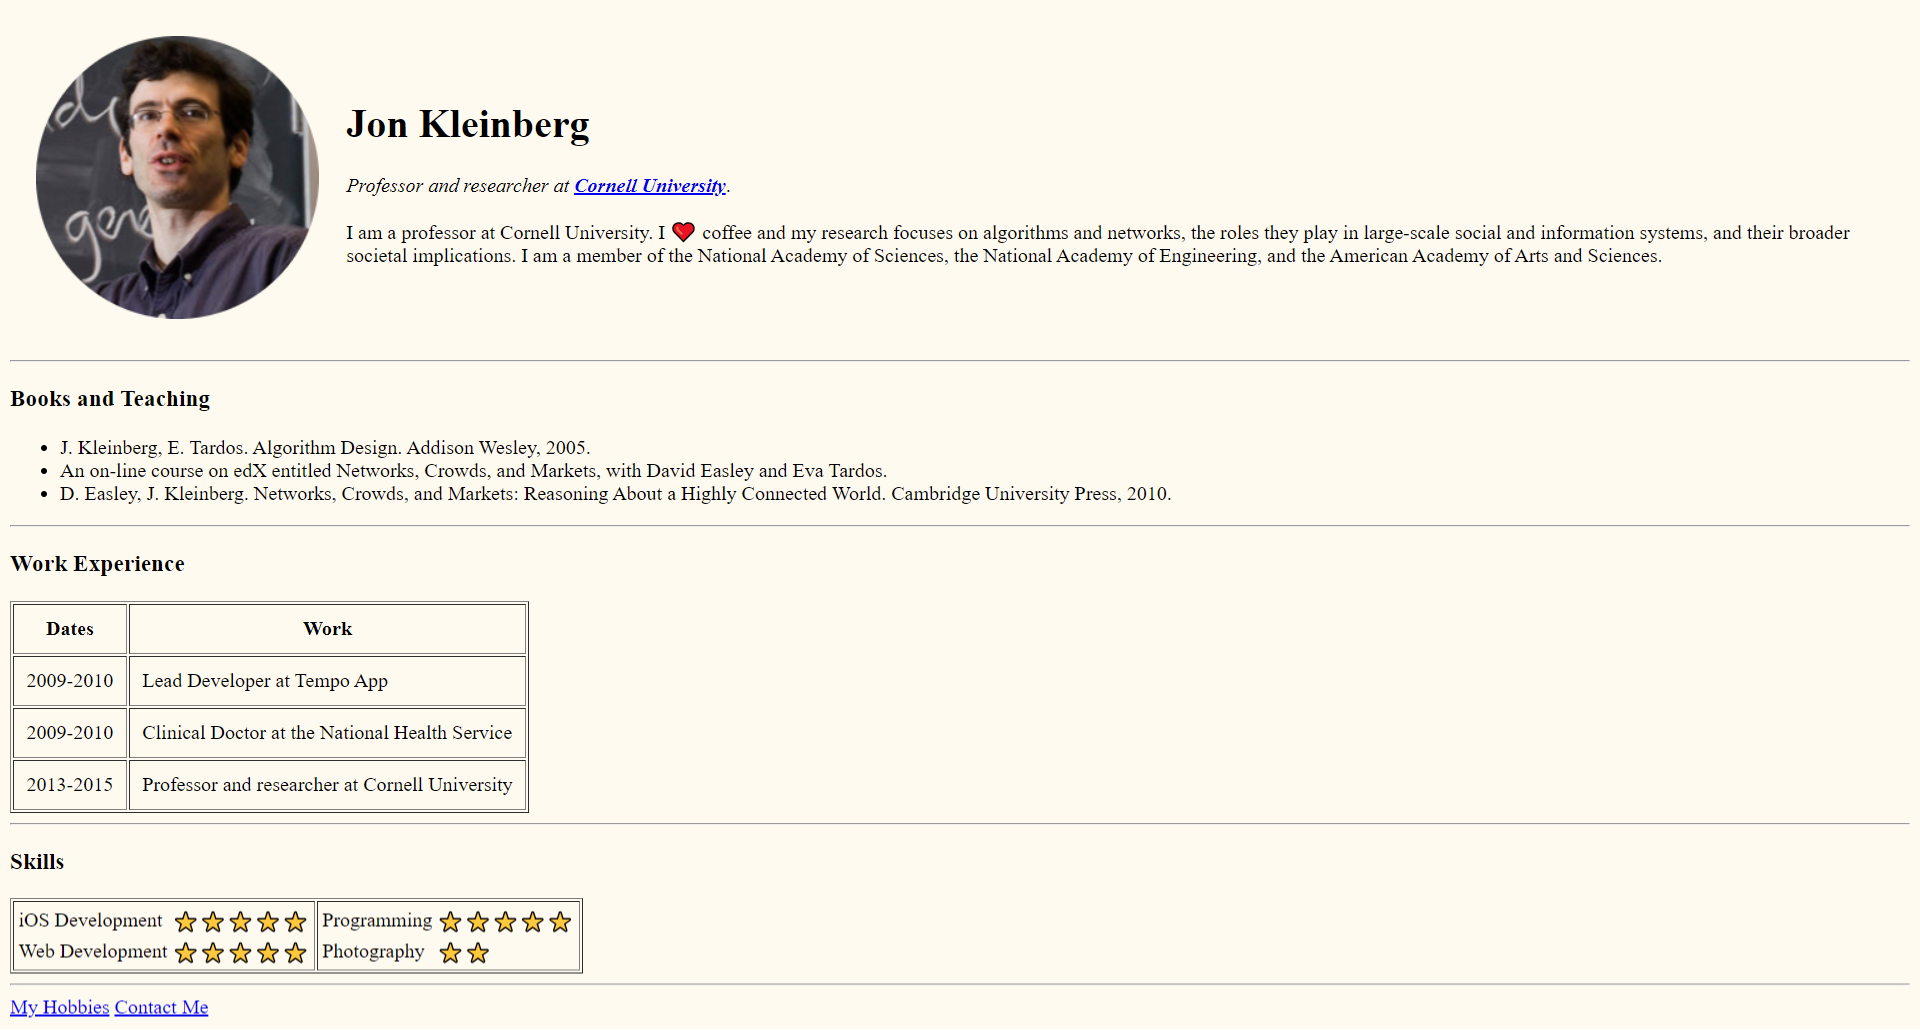 Jon Kleinberg
Professor and researcher at Cornell University.
I am a professor at Cornell University. I ❤ coffee and my research focuses on algorithms and networks, the roles they play in large-scale social and information systems, and their broader
societal implications. I am a member of the National Academy of Sciences, the National Academy of Engineering, and the American Academy of Arts and Sciences.
Books and Teaching
• J. Kleinberg, E. Tardos. Algorithm Design. Addison Wesley, 2005.
• An on-line course on edX entitled Networks, Crowds, and Markets, with David Easley and Eva Tardos.
• D. Easley, J. Kleinberg. Networks, Crowds, and Markets: Reasoning About a Highly Connected World. Cambridge University Press, 2010.
Work Experience
Dates Work
2009-2010 Lead Developer at Tempo App
2009-2010 Clinical Doctor at the National Health Service
2013-2015 Professor and researcher at Cornell University
Skills
iOS Development ⭐⭐⭐⭐⭐ Programming ⭐⭐⭐⭐⭐
Web Development ⭐⭐⭐⭐⭐ Photography ⭐⭐
My Hobbies Contact Me